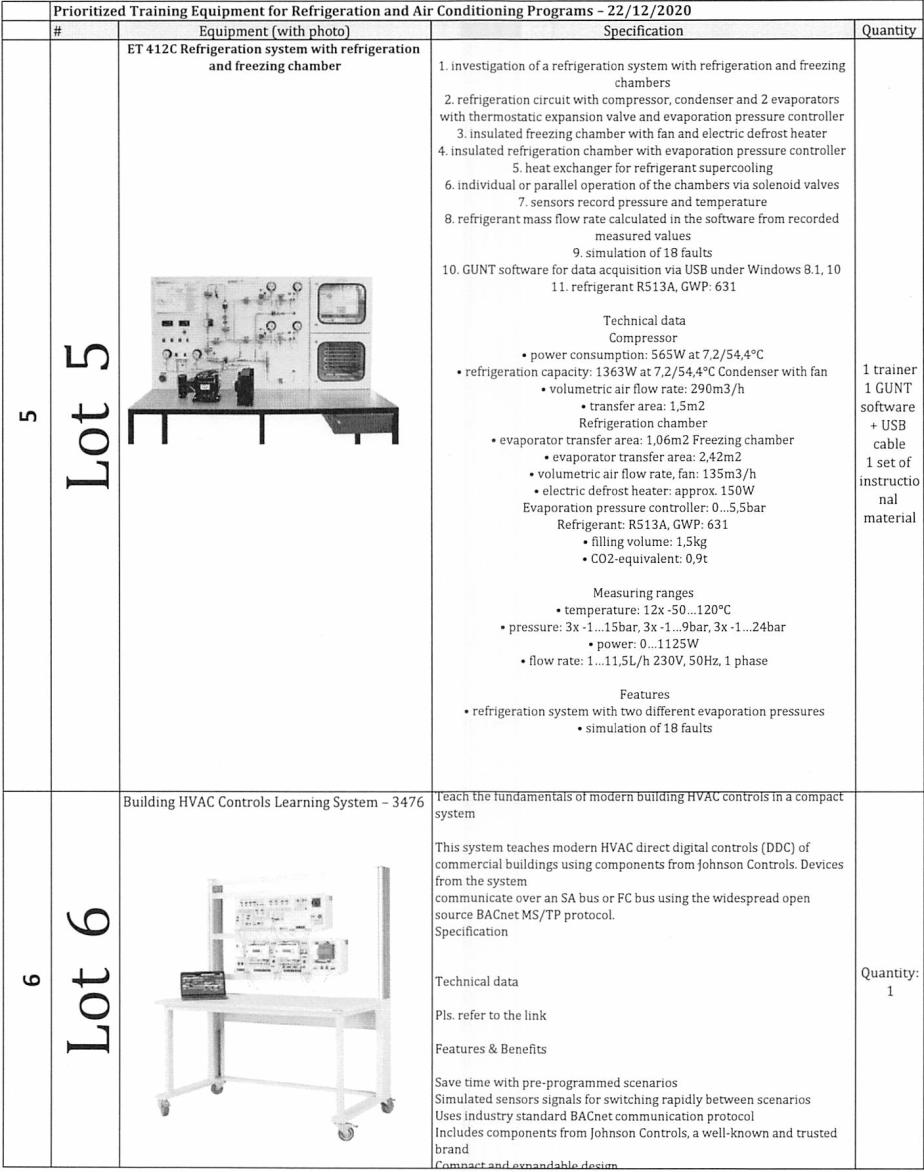 Prioritized Training Equipment for Refrigeration and Air Conditioning Programs – 22/12/2020
# Equipment (with photo) Specification Quantity
5
Lot 5
ET 412C Refrigeration system with refrigeration
and freezing chamber
1. investigation of a refrigeration system with refrigeration and freezing
chambers
2. refrigeration circuit with compressor, condenser and 2 evaporators
with thermostatic expansion valve and evaporation pressure controller
3. insulated freezing chamber with fan and electric defrost heater
4. insulated refrigeration chamber with evaporation pressure controller
5. heat exchanger for refrigerant supercooling
6. individual or parallel operation of the chambers via solenoid valves
7. sensors record pressure and temperature
8. refrigerant mass flow rate calculated in the software from recorded
measured values
9. simulation of 18 faults
10. GUNT software for data acquisition via USB under Windows 8.1, 10
11. refrigerant R513A, GWP: 631
Technical data
Compressor
• power consumption: 565W at 7,2/54,4°C
• refrigeration capacity: 1363W at 7,2/54,4°C Condenser with fan
• volumetric air flow rate: 290m3/h
• transfer area: 1,5m2
Refrigeration chamber
• evaporator transfer area: 1,06m2 Freezing chamber
• evaporator transfer area: 2,42m2
• volumetric air flow rate, fan: 135m3/h
• electric defrost heater: approx. 150W
Evaporation pressure controller: 0...5,5bar
Refrigerant: R513A, GWP: 631
• filling volume: 1,5kg
• CO2-equivalent: 0,9t
Measuring ranges
• temperature: 12x -50...120°C
• pressure: 3x -1...15bar, 3x -1...9bar, 3x -1...24bar
• power: 0...1125W
• flow rate: 1...11,5L/h 230V, 50Hz, 1 phase
Features
• refrigeration system with two different evaporation pressures
• simulation of 18 faults
1 trainer
1 GUNT
software
+ USB
cable
1 set of
instructio
nal
material
6
Lot 6
Building HVAC Controls Learning System – 3476
Teach the fundamentals of modern building HVAC controls in a compact
system
This system teaches modern HVAC direct digital controls (DDC) of
commercial buildings using components from Johnson Controls. Devices
from the system
communicate over an SA bus or FC bus using the widespread open
source BACnet MS/TP protocol.
Specification
Technical data
Pls. refer to the link
Features & Benefits
Save time with pre-programmed scenarios
Simulated sensors signals for switching rapidly between scenarios
Uses industry standard BACnet communication protocol
Includes components from Johnson Controls, a well-known and trusted
brand
Compact and expandable design
Quantity:
1